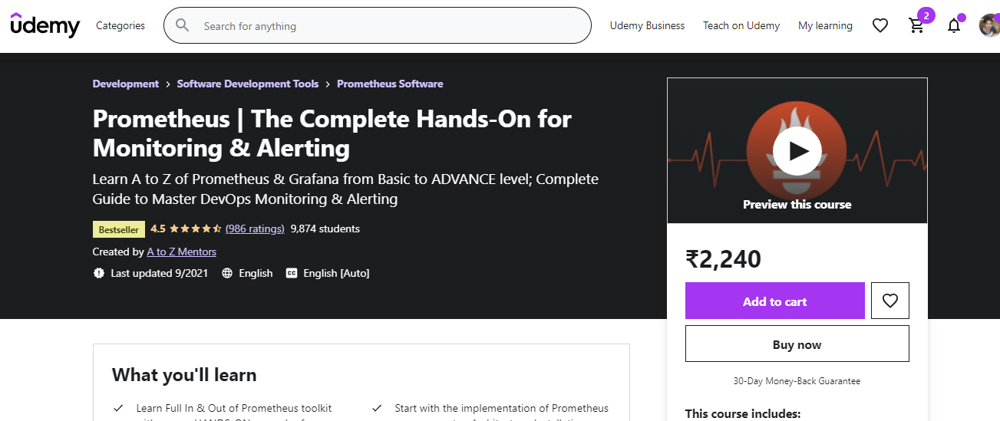 udemy
Categories
Search for anything
Udemy Business
Teach on Udemy
My learning
2
Development > Software Development Tools > Prometheus Software
Prometheus | The Complete Hands-On for
Monitoring & Alerting
Learn A to Z of Prometheus & Grafana from Basic to ADVANCE level; Complete
Guide to Master DevOps Monitoring & Alerting
Bestseller 4.5 (986 ratings) 9,874 students
Created by A to Z Mentors
Last updated 9/2021 English CC English [Auto]
Preview this course
₹2,240
Add to cart
Buy now
30-Day Money-Back Guarantee
This course includes:
What you'll learn
Learn Full In & Out of Prometheus toolkit
Start with the implementation of Prometheus